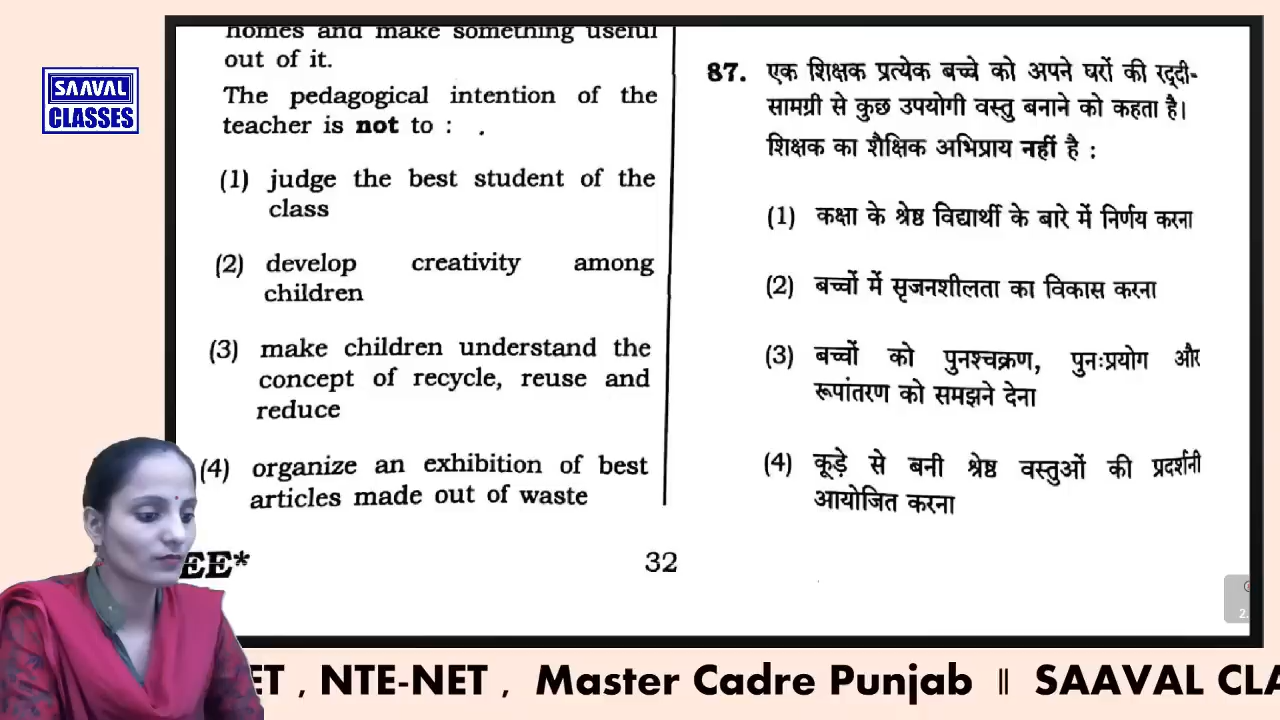 SAAVAL
CLASSES
homes and make something useful
out of it.
The pedagogical intention of the
teacher is not to : .
(1) judge the best student of the
class
(2) develop creativity among
children
(3) make children understand the
concept of recycle, reuse and
reduce
(4) organize an exhibition of best
articles made out of waste
87. एक शिक्षक प्रत्येक बच्चे को अपने घरों की रद्दी-
सामग्री से कुछ उपयोगी वस्तु बनाने को कहता है।
शिक्षक का शैक्षिक अभिप्राय नहीं है :
(1) कक्षा के श्रेष्ठ विद्यार्थी के बारे में निर्णय करना
(2) बच्चों में सृजनशीलता का विकास करना
(3) बच्चों को पुनश्चक्रण, पुनःप्रयोग और
रूपांतरण को समझने देना
(4) कूड़े से बनी श्रेष्ठ वस्तुओं की प्रदर्शनी
आयोजित करना
EE*
32
2.
ET , NTE-NET , Master Cadre Punjab || SAAVAL CLA